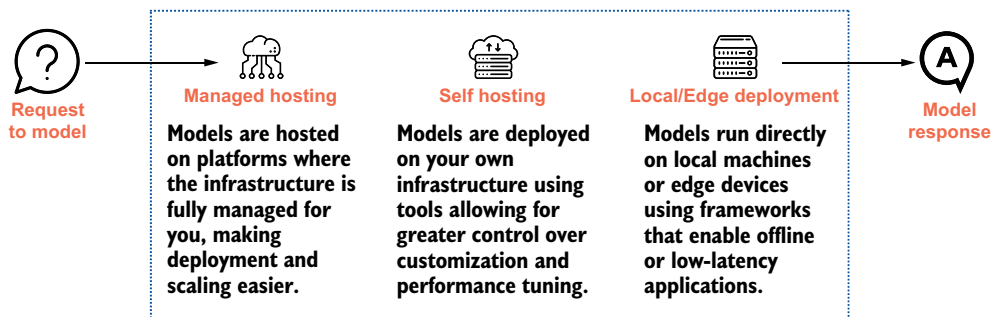 ?
A
Request
to model
Managed hosting
Models are hosted
on platforms where
the infrastructure is
fully managed for
you, making
deployment and
scaling easier.
Self hosting
Models are deployed
on your own
infrastructure using
tools allowing for
greater control over
customization and
performance tuning.
Local/Edge deployment
Models run directly
on local machines
or edge devices
using frameworks
that enable offline
or low-latency
applications.
Model
response